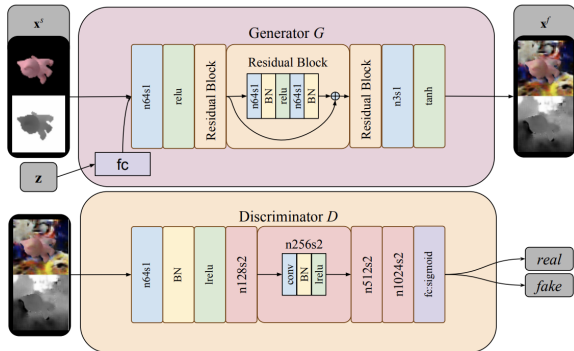 x^s
Generator G
x^f
n64s1
relu
Residual Block
Residual Block
n64s1
BN
relu
n64s1
BN
Residual Block
n3s1
tanh
fc
z
Discriminator D
n64s1
BN
lrelu
n128s2
n256s2
conv
BN
lrelu
n512s2
n1024s2
fc:sigmoid
real
fake